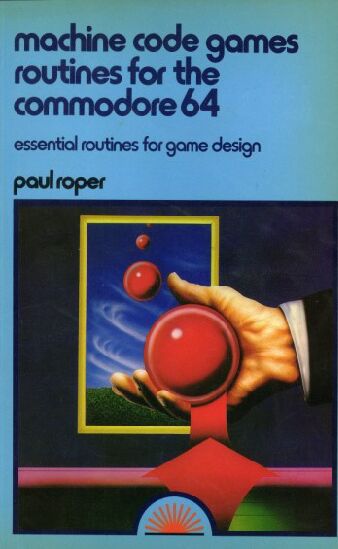 machine code games
routines for the
commodore 64
essential routines for game design
paul roper